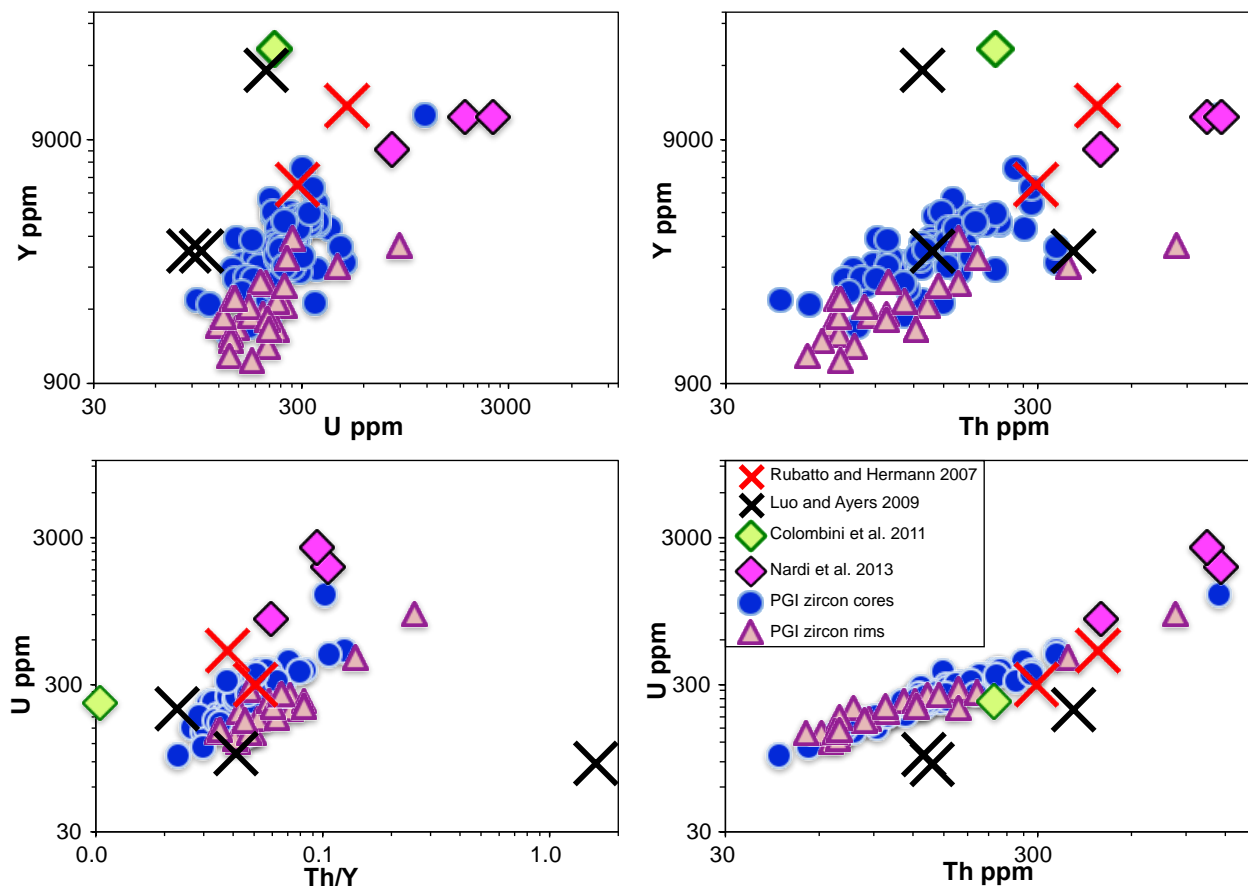 9000
Y ppm
900
30
300
3000
U ppm
9000
Y ppm
900
30
300
Th ppm
3000
U ppm
300
30
0.0
0.1
1.0
Th/Y
Rubatto and Hermann 2007
Luo and Ayers 2009
Colombini et al. 2011
Nardi et al. 2013
PGI zircon cores
PGI zircon rims
3000
U ppm
300
30
30
300
Th ppm